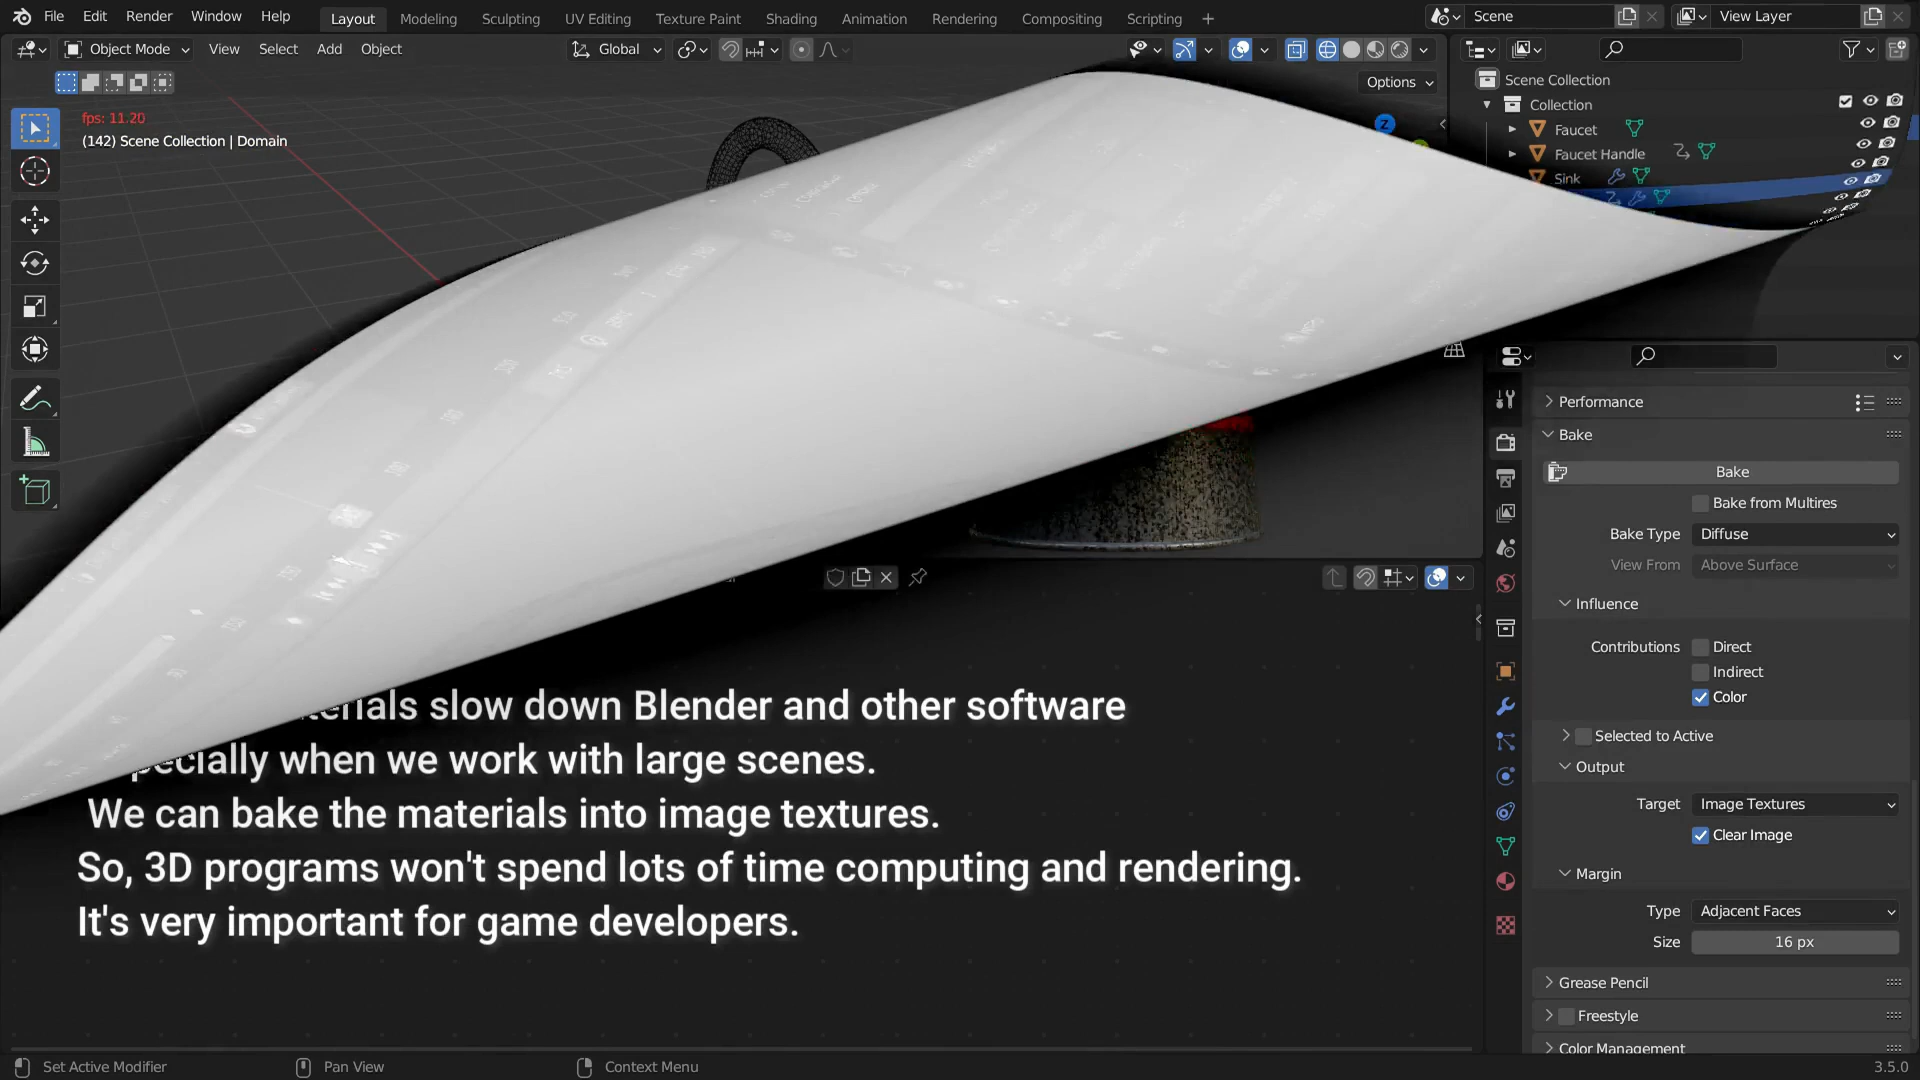 File Edit Render Window Help Layout Modeling Sculpting UV Editing Texture Paint Shading Animation Rendering Compositing Scripting + Scene View Layer
Object Mode View Select Add Object Global
Options
fps: 11.20
(142) Scene Collection | Domain
Z
Scene Collection
Collection
Faucet
Faucet Handle
Sink
Performance
Bake
Bake
Bake from Multires
Bake Type Diffuse
View From Above Surface
Influence
Contributions Direct
Indirect
Color
Selected to Active
Output
Target Image Textures
Clear Image
Margin
Type Adjacent Faces
Size 16 px
Grease Pencil
Freestyle
Color Management
slow down Blender and other software
when we work with large scenes.
We can bake the materials into image textures.
So, 3D programs won't spend lots of time computing and rendering.
It's very important for game developers.
Set Active Modifier Pan View Context Menu 3.5.0